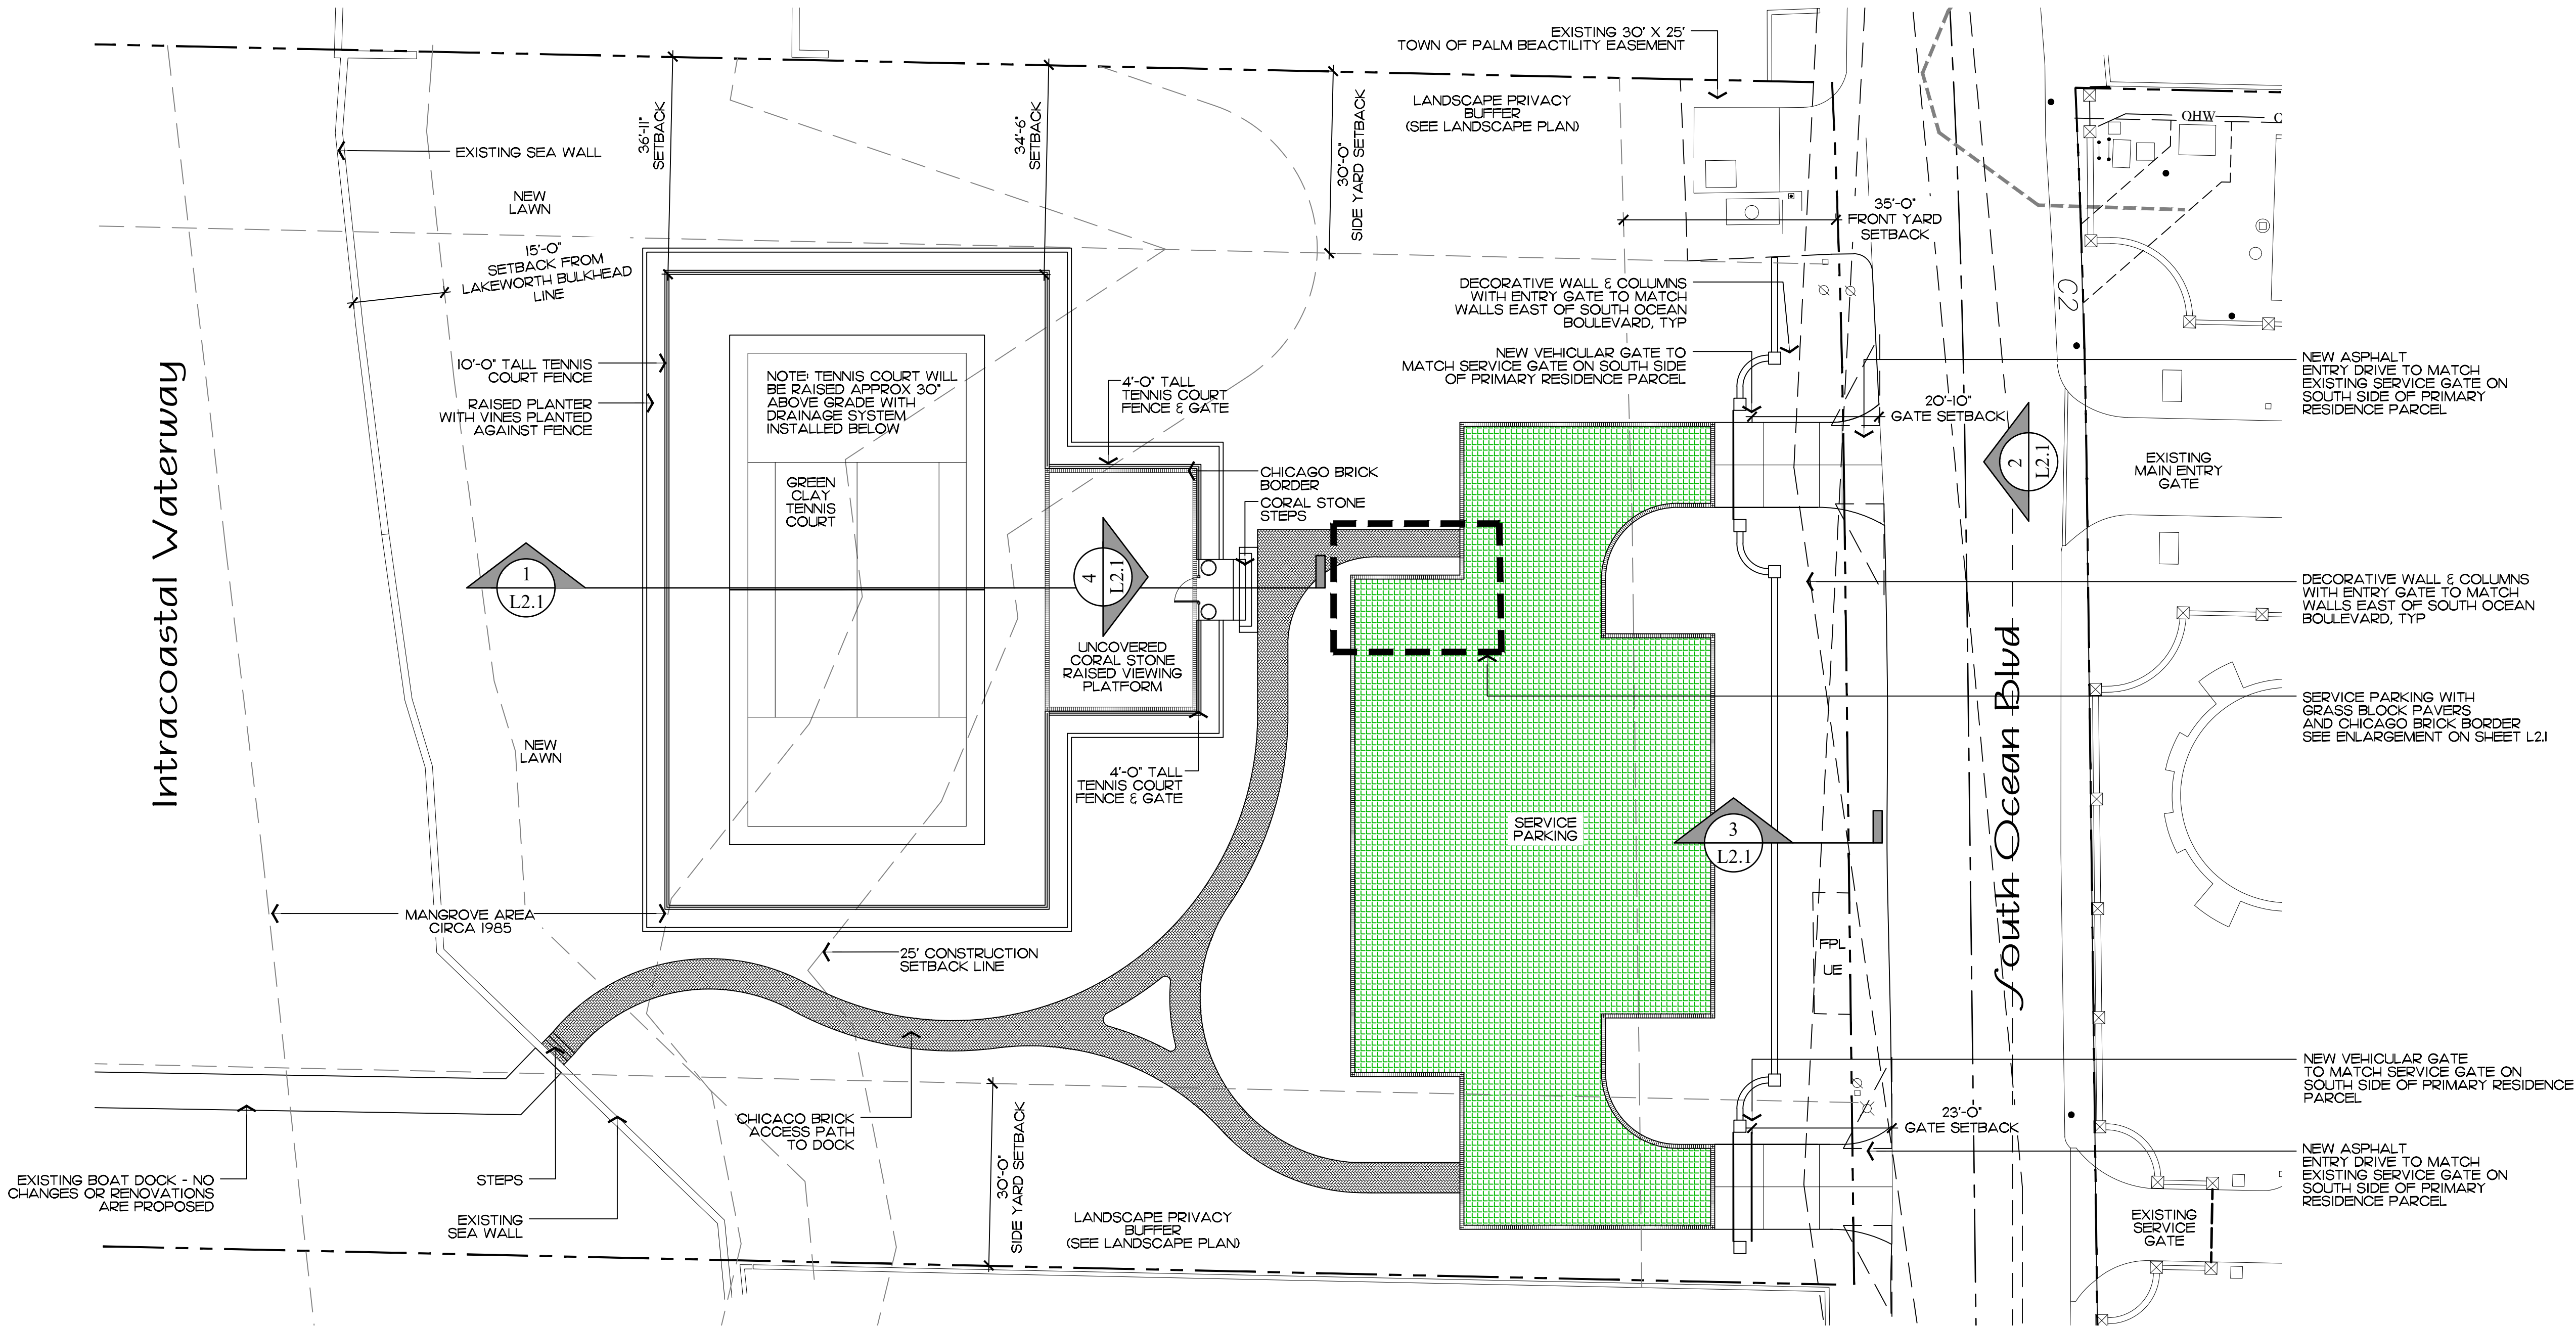 EXISTING 30' X 25'
TOWN OF PALM BEACTILITY EASEMENT
36'-11"
SETBACK
34'-6"
SETBACK
30'-0"
SIDE YARD SETBACK
LANDSCAPE PRIVACY
BUFFER
(SEE LANDSCAPE PLAN)
OHW
C
EXISTING SEA WALL
NEW
LAWN
35'-0"
FRONT YARD
SETBACK
15'-0"
SETBACK FROM
LAKEWORTH BULKHEAD
LINE
DECORATIVE WALL & COLUMNS
WITH ENTRY GATE TO MATCH
WALLS EAST OF SOUTH OCEAN
BOULEVARD, TYP
C2
10'-0" TALL TENNIS
COURT FENCE
RAISED PLANTER
WITH VINES PLANTED
AGAINST FENCE
NOTE: TENNIS COURT WILL
BE RAISED APPROX 30"
ABOVE GRADE WITH
DRAINAGE SYSTEM
INSTALLED BELOW
4'-0" TALL
TENNIS COURT
FENCE & GATE
NEW VEHICULAR GATE TO
MATCH SERVICE GATE ON SOUTH SIDE
OF PRIMARY RESIDENCE PARCEL
20'-10"
GATE SETBACK
NEW ASPHALT
ENTRY DRIVE TO MATCH
EXISTING SERVICE GATE ON
SOUTH SIDE OF PRIMARY
RESIDENCE PARCEL
Intracoastal Waterway
GREEN
CLAY
TENNIS
COURT
CHICAGO BRICK
BORDER
CORAL STONE
STEPS
2
L2.1
EXISTING
MAIN ENTRY
GATE
1
L2.1
4
L2.1
DECORATIVE WALL & COLUMNS
WITH ENTRY GATE TO MATCH
WALLS EAST OF SOUTH OCEAN
BOULEVARD, TYP
UNCOVERED
CORAL STONE
RAISED VIEWING
PLATFORM
South Ocean Blvd
SERVICE PARKING WITH
GRASS BLOCK PAVERS
AND CHICAGO BRICK BORDER
SEE ENLARGEMENT ON SHEET L2.1
NEW
LAWN
4'-0" TALL
TENNIS COURT
FENCE & GATE
SERVICE
PARKING
3
L2.1
MANGROVE AREA
CIRCA 1985
25' CONSTRUCTION
SETBACK LINE
FPL
UE
CHICACO BRICK
ACCESS PATH
TO DOCK
30'-0"
SIDE YARD SETBACK
NEW VEHICULAR GATE
TO MATCH SERVICE GATE ON
SOUTH SIDE OF PRIMARY RESIDENCE
PARCEL
23'-0"
GATE SETBACK
EXISTING BOAT DOCK - NO
CHANGES OR RENOVATIONS
ARE PROPOSED
STEPS
EXISTING
SEA WALL
LANDSCAPE PRIVACY
BUFFER
(SEE LANDSCAPE PLAN)
NEW ASPHALT
ENTRY DRIVE TO MATCH
EXISTING SERVICE GATE ON
SOUTH SIDE OF PRIMARY
RESIDENCE PARCEL
EXISTING
SERVICE
GATE